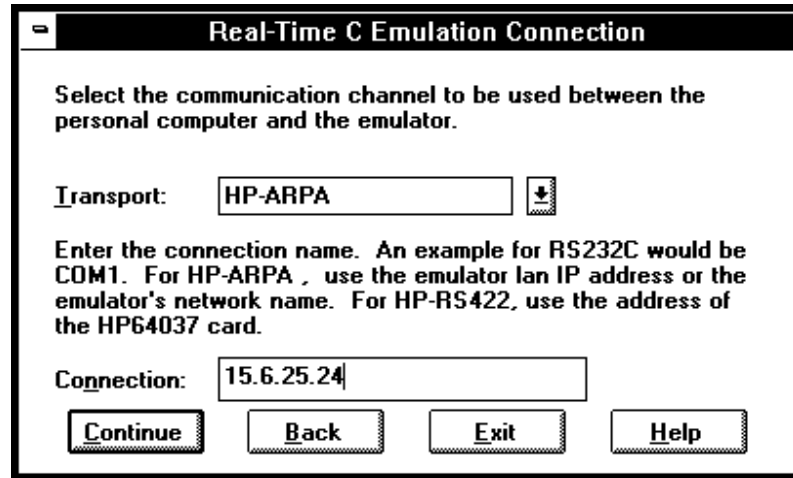 Real-Time C Emulation Connection
Select the communication channel to be used between the
personal computer and the emulator.
Transport: HP-ARPA
Enter the connection name. An example for RS232C would be
COM1. For HP-ARPA , use the emulator lan IP address or the
emulator's network name. For HP-RS422, use the address of
the HP64037 card.
Connection: 15.6.25.24
Continue Back Exit Help